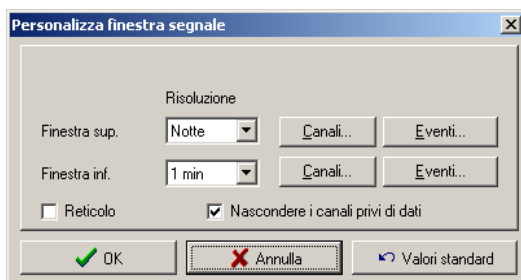 Personalizza finestra segnale
Risoluzione
Finestra sup. Notte Canali... Eventi...
Finestra inf. 1 min Canali... Eventi...
Reticolo Nascondere i canali privi di dati
OK Annulla Valori standard